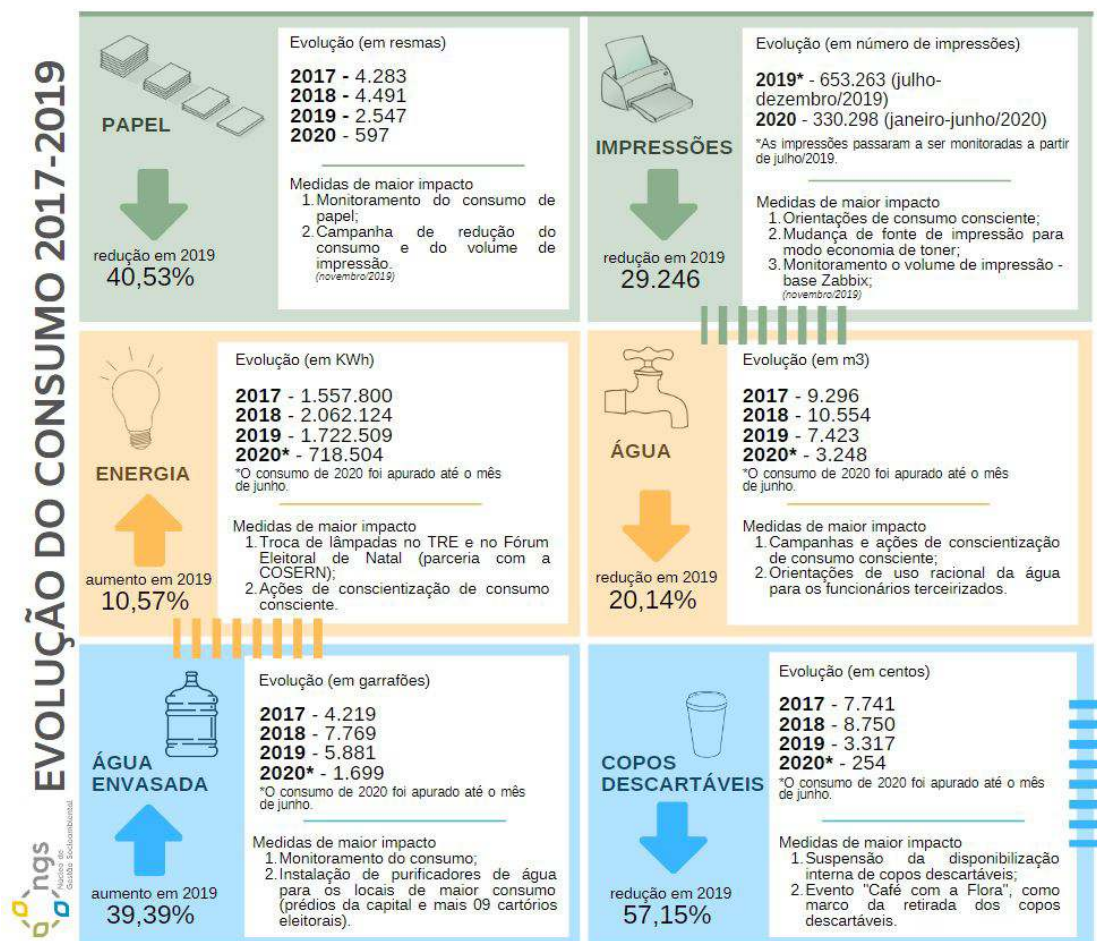 EVOLUÇÃO DO CONSUMO 2017-2019
ngs
Núcleo de
Gestão Socioambiental
PAPEL
redução em 2019
40,53%
Evolução (em resmas)
2017 - 4.283
2018 - 4.491
2019 - 2.547
2020 - 597
Medidas de maior impacto
1. Monitoramento do consumo de
papel;
2. Campanha de redução do
consumo e do volume de
impressão.
(novembro/2019)
IMPRESSÕES
redução em 2019
29.246
Evolução (em número de impressões)
2019* - 653.263 (julho-
dezembro/2019)
2020 - 330.298 (janeiro-junho/2020)
*As impressões passaram a ser monitoradas a partir
de julho/2019.
Medidas de maior impacto
1. Orientações de consumo consciente;
2. Mudança de fonte de impressão para
modo economia de toner;
3. Monitoramento o volume de impressão -
base Zabbix;
(novembro/2019)
ENERGIA
aumento em 2019
10,57%
Evolução (em KWh)
2017 - 1.557.800
2018 - 2.062.124
2019 - 1.722.509
2020* - 718.504
*O consumo de 2020 foi apurado até o mês
de junho.
Medidas de maior impacto
1. Troca de lâmpadas no TRE e no Fórum
Eleitoral de Natal (parceria com a
COSERN);
2. Ações de conscientização de consumo
consciente.
ÁGUA
redução em 2019
20,14%
Evolução (em m3)
2017 - 9.296
2018 - 10.554
2019 - 7.423
2020* - 3.248
*O consumo de 2020 foi apurado até o mês
de junho.
Medidas de maior impacto
1. Campanhas e ações de conscientização
de consumo consciente;
2. Orientações de uso racional da água
para os funcionários terceirizados.
ÁGUA
ENVASADA
aumento em 2019
39,39%
Evolução (em garrafões)
2017 - 4.219
2018 - 7.769
2019 - 5.881
2020* - 1.699
*O consumo de 2020 foi apurado até o mês
de junho.
Medidas de maior impacto
1. Monitoramento do consumo;
2. Instalação de purificadores de água
para os locais de maior consumo
(prédios da capital e mais 09 cartórios
eleitorais).
COPOS
DESCARTÁVEIS
redução em 2019
57,15%
Evolução (em centos)
2017 - 7.741
2018 - 8.750
2019 - 3.317
2020* - 254
*O consumo de 2020 foi apurado até o mês
de junho.
Medidas de maior impacto
1. Suspensão da disponibilização
interna de copos descartáveis;
2. Evento "Café com a Flora", como
marco da retirada dos copos
descartáveis.